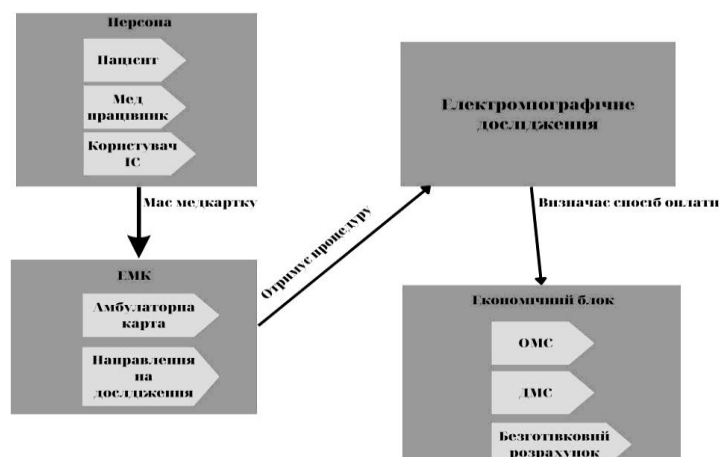 Персона
Пацієнт
Мед
працівник
Користувач
ІС
Має медкартку
ЕМК
Амбулаторна
карта
Направлення
на
дослідження
Отримує процедуру
Електроміографічне
дослідження
Визначає спосіб оплати
Економічний блок
ОМС
ДМС
Безготівковий
розрахунок